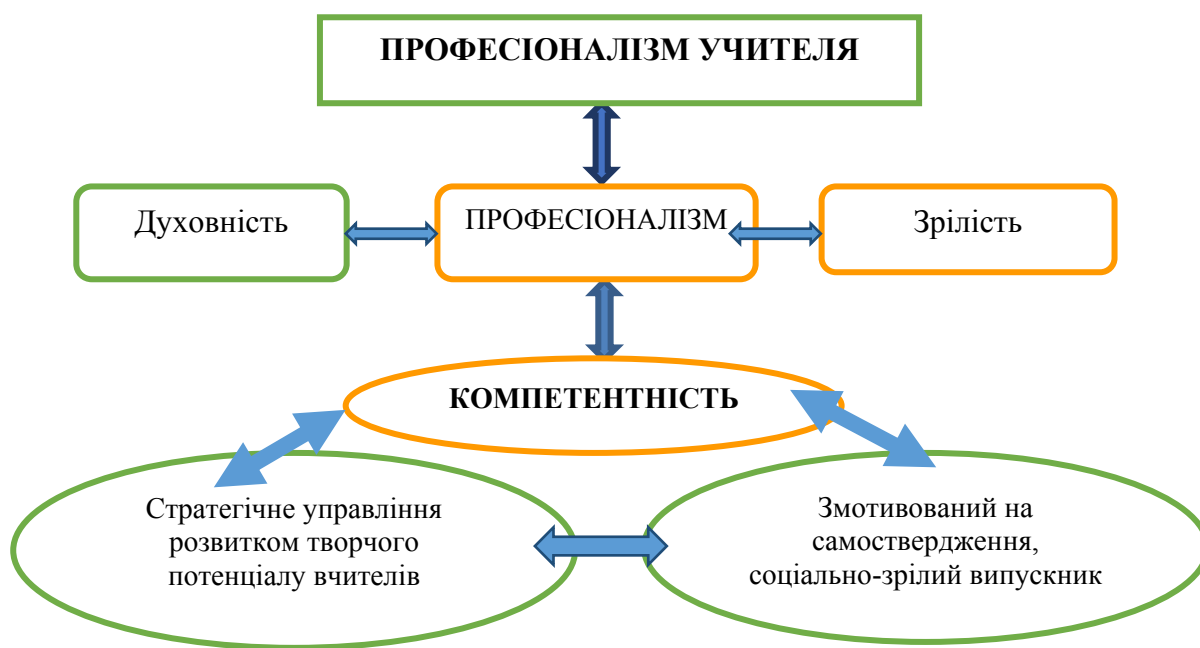 ПРОФЕСІОНАЛІЗМ УЧИТЕЛЯ
Духовність
ПРОФЕСІОНАЛІЗМ
Зрілість
КОМПЕТЕНТНІСТЬ
Стратегічне управління
розвитком творчого
потенціалу вчителів
Змотивований на
самоствердження,
соціально-зрілий випускник